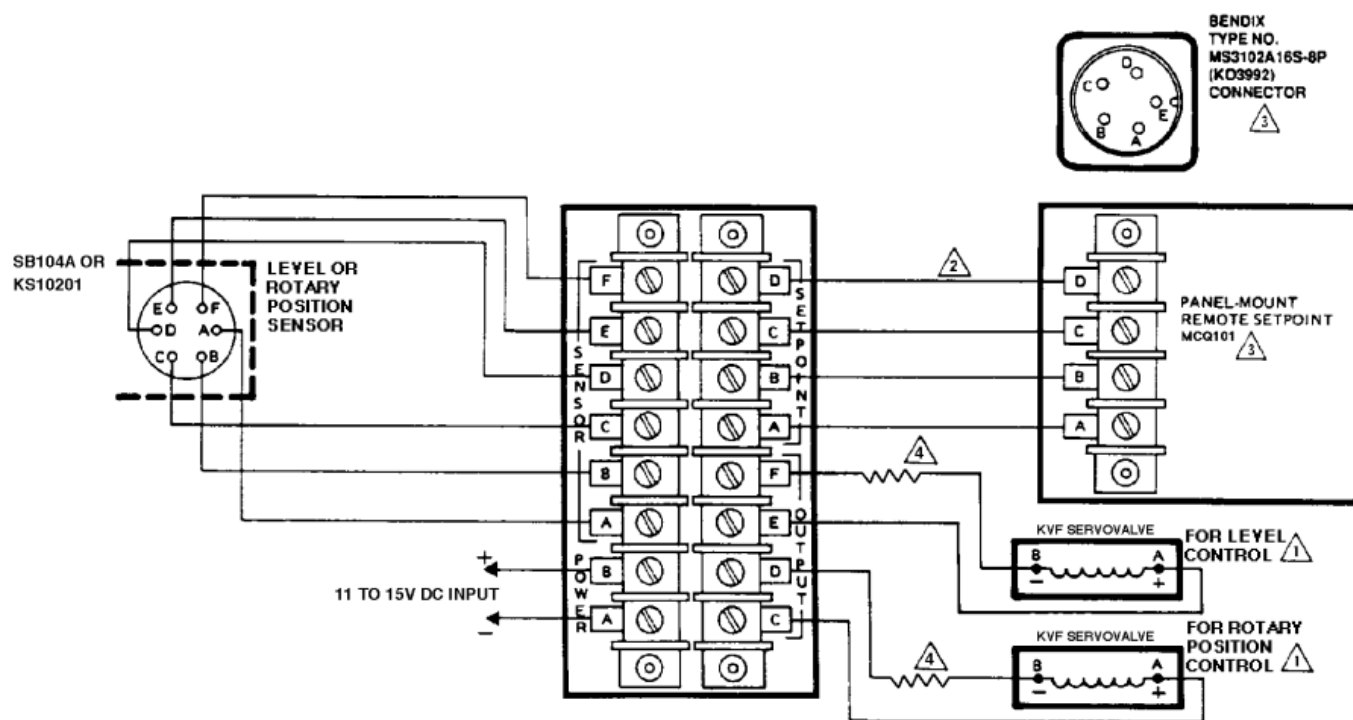 BENDIX
TYPE NO.
MS3102A16S-8P
(KO3992)
CONNECTOR
3
D
C
E
B
A
SB104A OR
KS10201
LEVEL OR
ROTARY
POSITION
SENSOR
E F
D A
C B
F
E
D
C
B
A
B
A
SENSOR
POWER
+
11 TO 15V DC INPUT
–
D
C
B
A
F
E
D
C
SETPOINT
OUTPUT
2
4
4
D
C
B
A
PANEL-MOUNT
REMOTE SETPOINT
MCQ101 3
KVF SERVOVALVE
B A
– +
FOR LEVEL
CONTROL 1
KVF SERVOVALVE
B A
– +
FOR ROTARY
POSITION
CONTROL 1